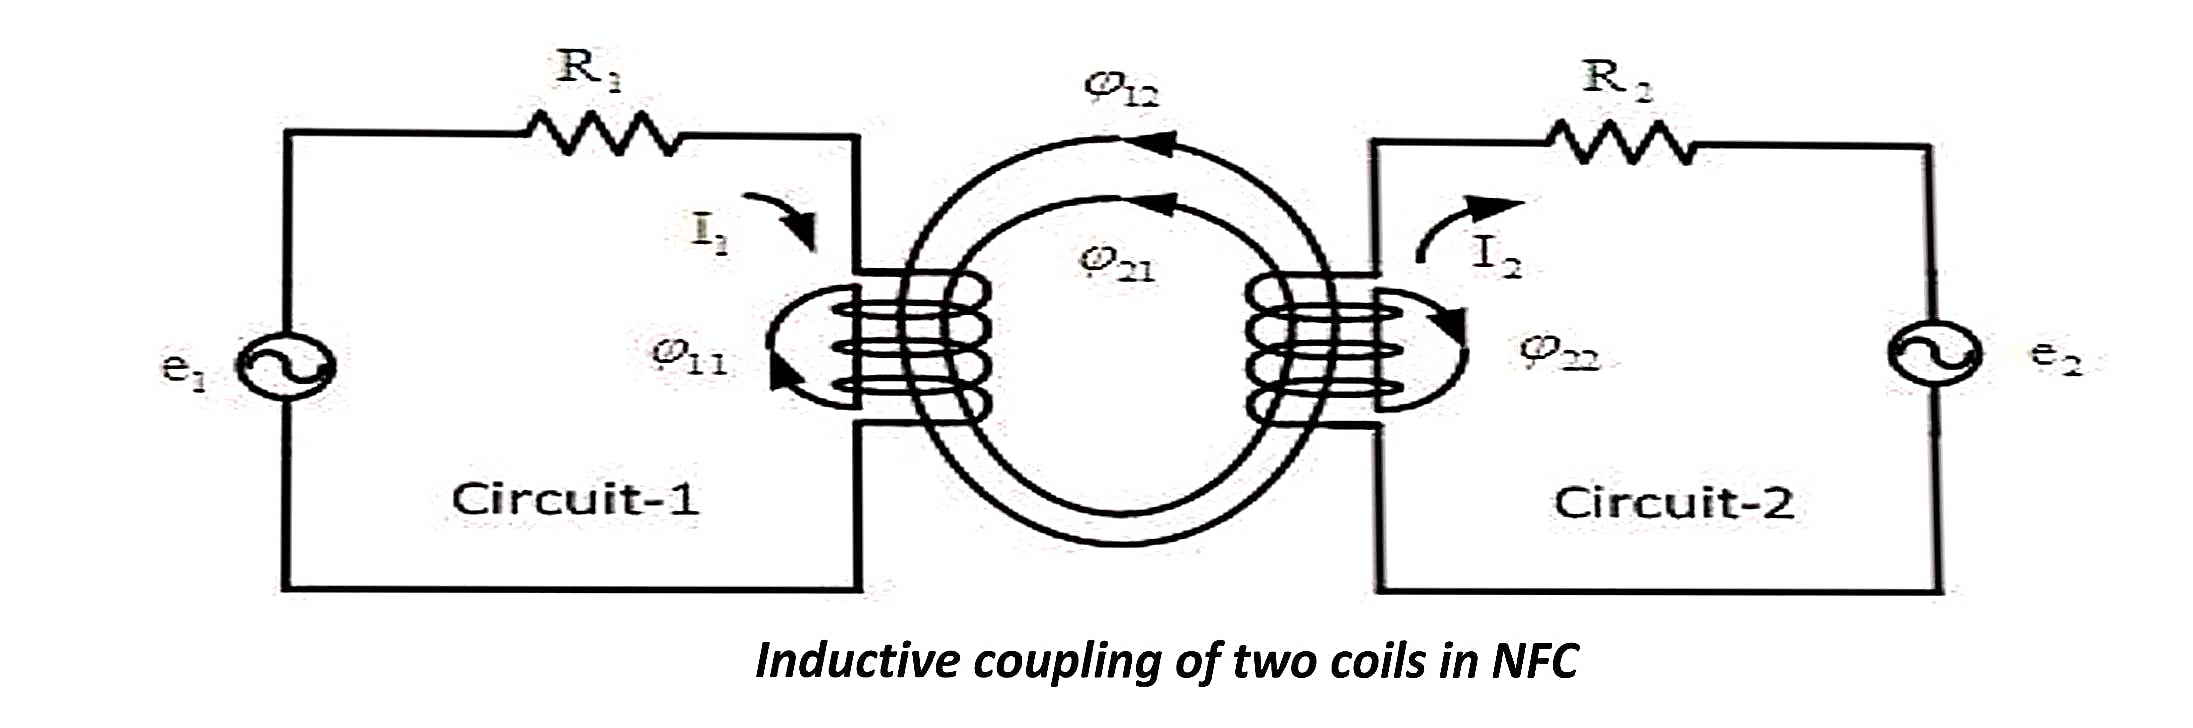 R₁
φ₁₂
R₂
I₁
φ₂₁
I₂
e₁
φ₁₁
φ₂₂
e₂
Circuit-1
Circuit-2
Inductive coupling of two coils in NFC